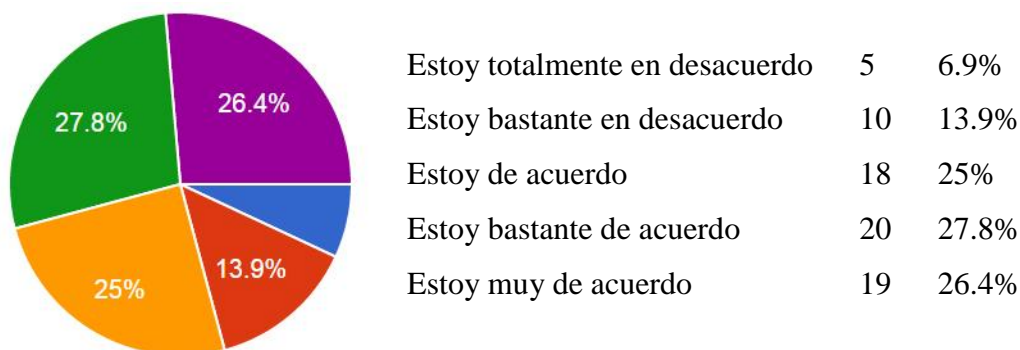 27.8%
26.4%
25%
13.9%
Estoy totalmente en desacuerdo 5 6.9%
Estoy bastante en desacuerdo 10 13.9%
Estoy de acuerdo 18 25%
Estoy bastante de acuerdo 20 27.8%
Estoy muy de acuerdo 19 26.4%